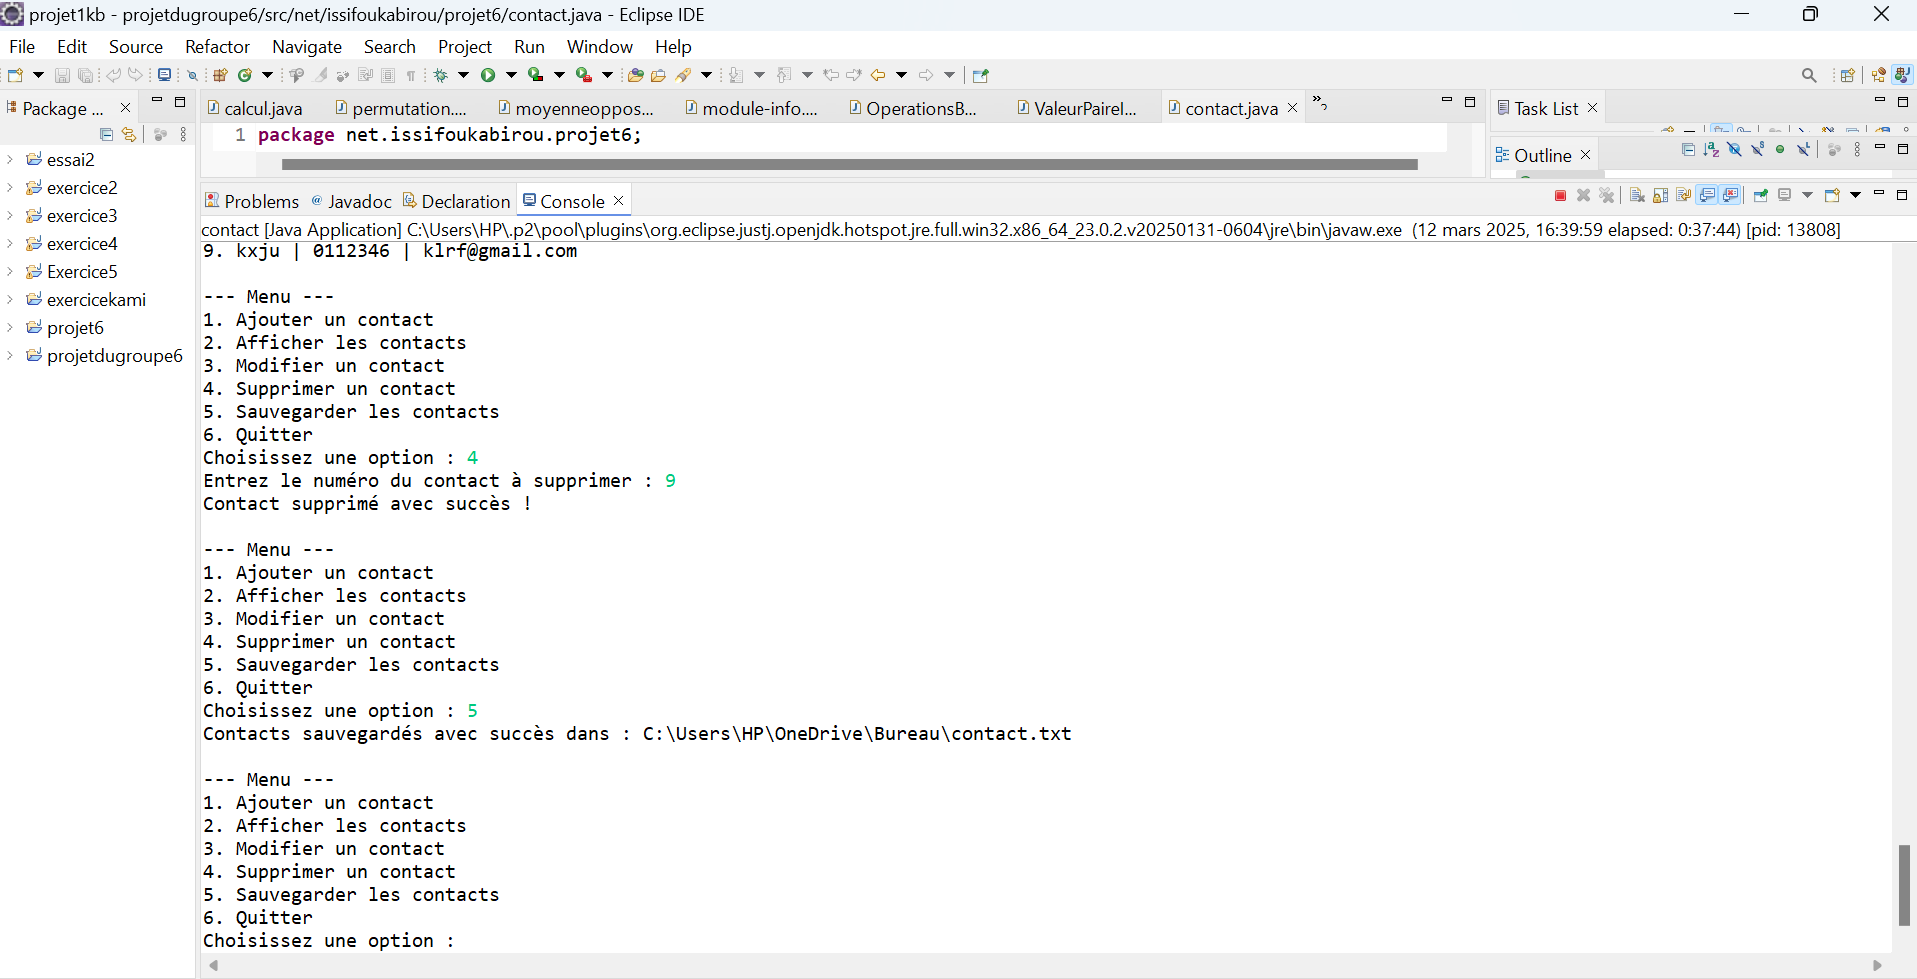 projet1kb - projetdugroupe6/src/net/issifoukabirou/projet6/contact.java - Eclipse IDE
File Edit Source Refactor Navigate Search Project Run Window Help
Package ...
essai2
exercice2
exercice3
exercice4
Exercice5
exercicekami
projet6
projetdugroupe6
calcul.java permutation.... moyenneoppos... module-info.... OperationsB... ValeurPaireI... contact.java
1 package net.issifoukabirou.projet6;
Task List
Outline
Problems Javadoc Declaration Console
contact [Java Application] C:\Users\HP\.p2\pool\plugins\org.eclipse.justj.openjdk.hotspot.jre.full.win32.x86_64_23.0.2.v20250131-0604\jre\bin\javaw.exe (12 mars 2025, 16:39:59 elapsed: 0:37:44) [pid: 13808]
9. kxju | 0112346 | klrf@gmail.com
--- Menu ---
1. Ajouter un contact
2. Afficher les contacts
3. Modifier un contact
4. Supprimer un contact
5. Sauvegarder les contacts
6. Quitter
Choisissez une option : 4
Entrez le numéro du contact à supprimer : 9
Contact supprimé avec succès !
--- Menu ---
1. Ajouter un contact
2. Afficher les contacts
3. Modifier un contact
4. Supprimer un contact
5. Sauvegarder les contacts
6. Quitter
Choisissez une option : 5
Contacts sauvegardés avec succès dans : C:\Users\HP\OneDrive\Bureau\contact.txt
--- Menu ---
1. Ajouter un contact
2. Afficher les contacts
3. Modifier un contact
4. Supprimer un contact
5. Sauvegarder les contacts
6. Quitter
Choisissez une option :